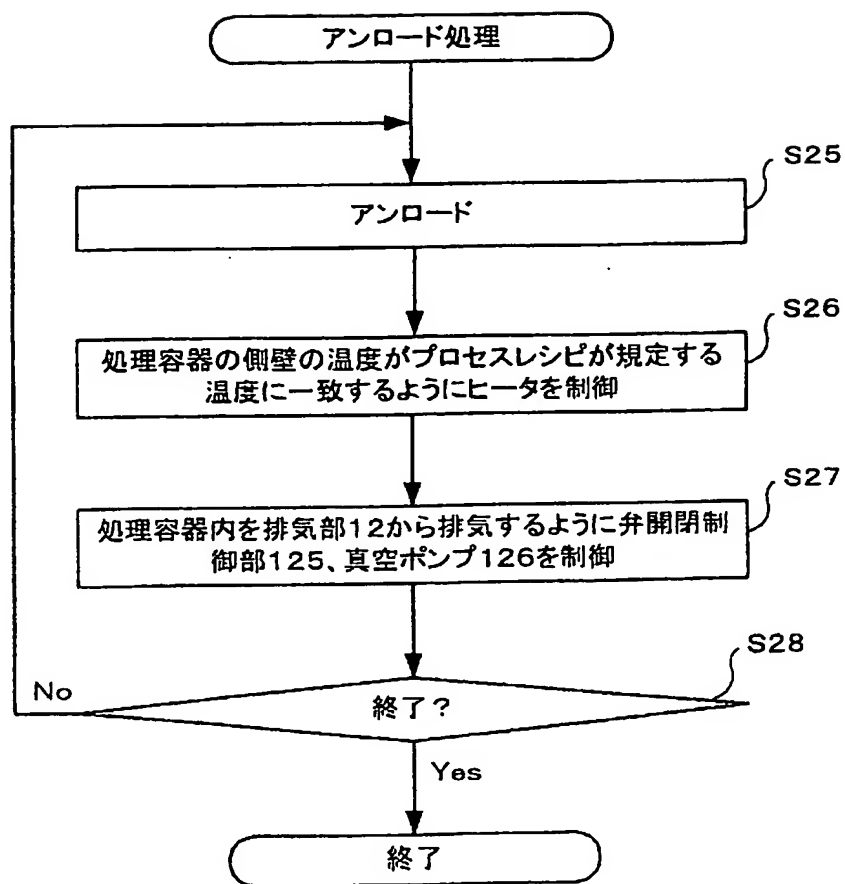 アンロード処理
S25
アンロード
S26
処理容器の側壁の温度がプロセスレシピが規定する
温度に一致するようにヒータを制御
S27
処理容器内を排気部12から排気するように弁開閉制
御部125、真空ポンプ126を制御
S28
No
終了？
Yes
終了